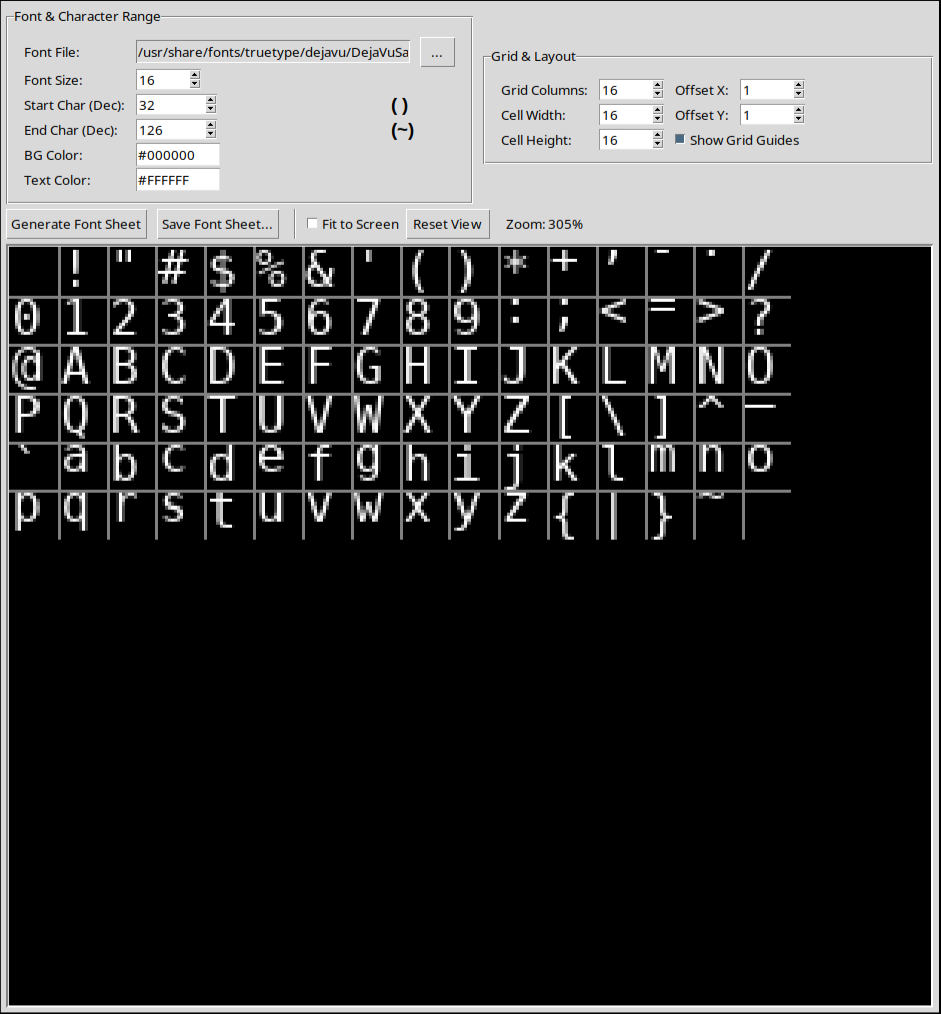 Font & Character Range
Font File: /usr/share/fonts/truetype/dejavu/DejaVuSa ...
Font Size: 16
Start Char (Dec): 32 ( )
End Char (Dec): 126 (~)
BG Color: #000000
Text Color: #FFFFFF
Grid & Layout
Grid Columns: 16 Offset X: 1
Cell Width: 16 Offset Y: 1
Cell Height: 16 Show Grid Guides
Generate Font Sheet Save Font Sheet... Fit to Screen Reset View Zoom: 305%
! " # $ % & ' ( ) * + , - . /
0 1 2 3 4 5 6 7 8 9 : ; < = > ?
@ A B C D E F G H I J K L M N O
P Q R S T U V W X Y Z [ \ ] ^ _
` a b c d e f g h i j k l m n o
p q r s t u v w x y z { | } ~